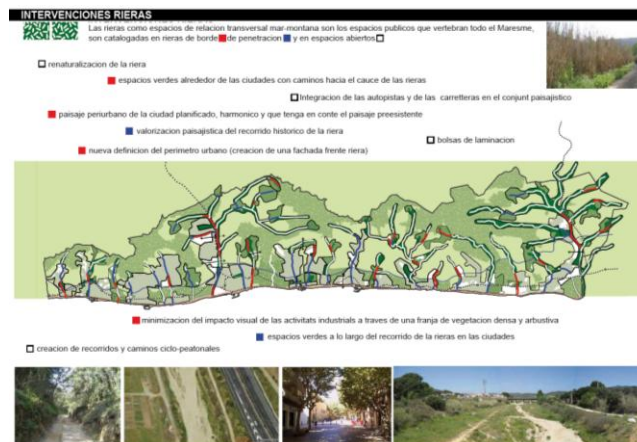 INTERVENCIONES RIERAS
Las rieras como espacios de relacion transversal mar-montana son los espacios publicos que vertebran todo el Maresme,
son catalogadas en rieras de borde de penetracion y en espacios abiertos
renaturalizacion de la riera
espacios verdes alrededor de las ciudades con caminos hacia el cauce de las rieras
Integracion de las autopistas y de las carretteras en el conjunt paisajistico
paisaje periurbano de la ciudad planificado, harmonico y que tenga en conte el paisaje preexistente
valorizacion paisajistica del recorrido historico de la riera
bolsas de laminacion
nueva definicion del perimetro urbano (creacion de una fachada frente riera)
minimizacion del impacto visual de las activitats industrials a traves de una franja de vegetacion densa y arbustiva
espacios verdes a lo largo del recorrido de la rieras en las ciudades
creacion de recorridos y caminos ciclo-peatonales